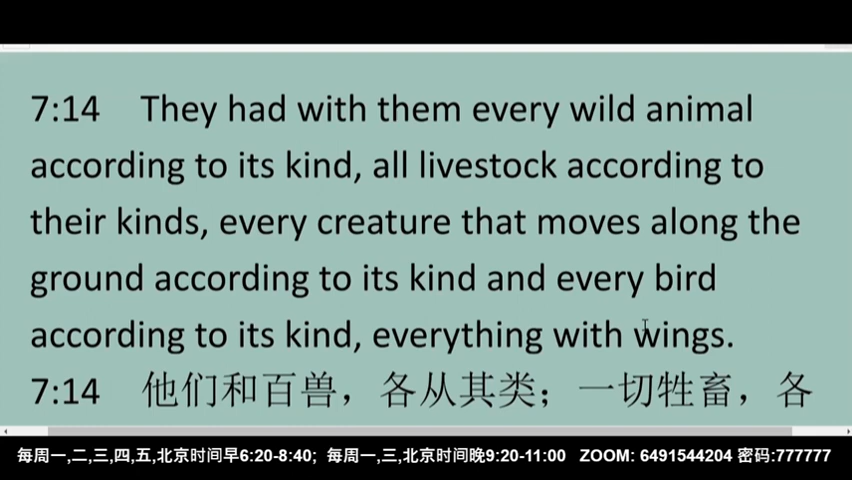 7:14 They had with them every wild animal
according to its kind, all livestock according to
their kinds, every creature that moves along the
ground according to its kind and every bird
according to its kind, everything with wings.
7:14 他们和百兽，各从其类；一切牲畜，各
每周一,二,三,四,五,北京时间早6:20-8:40; 每周一,三,北京时间晚9:20-11:00 ZOOM: 6491544204 密码:777777